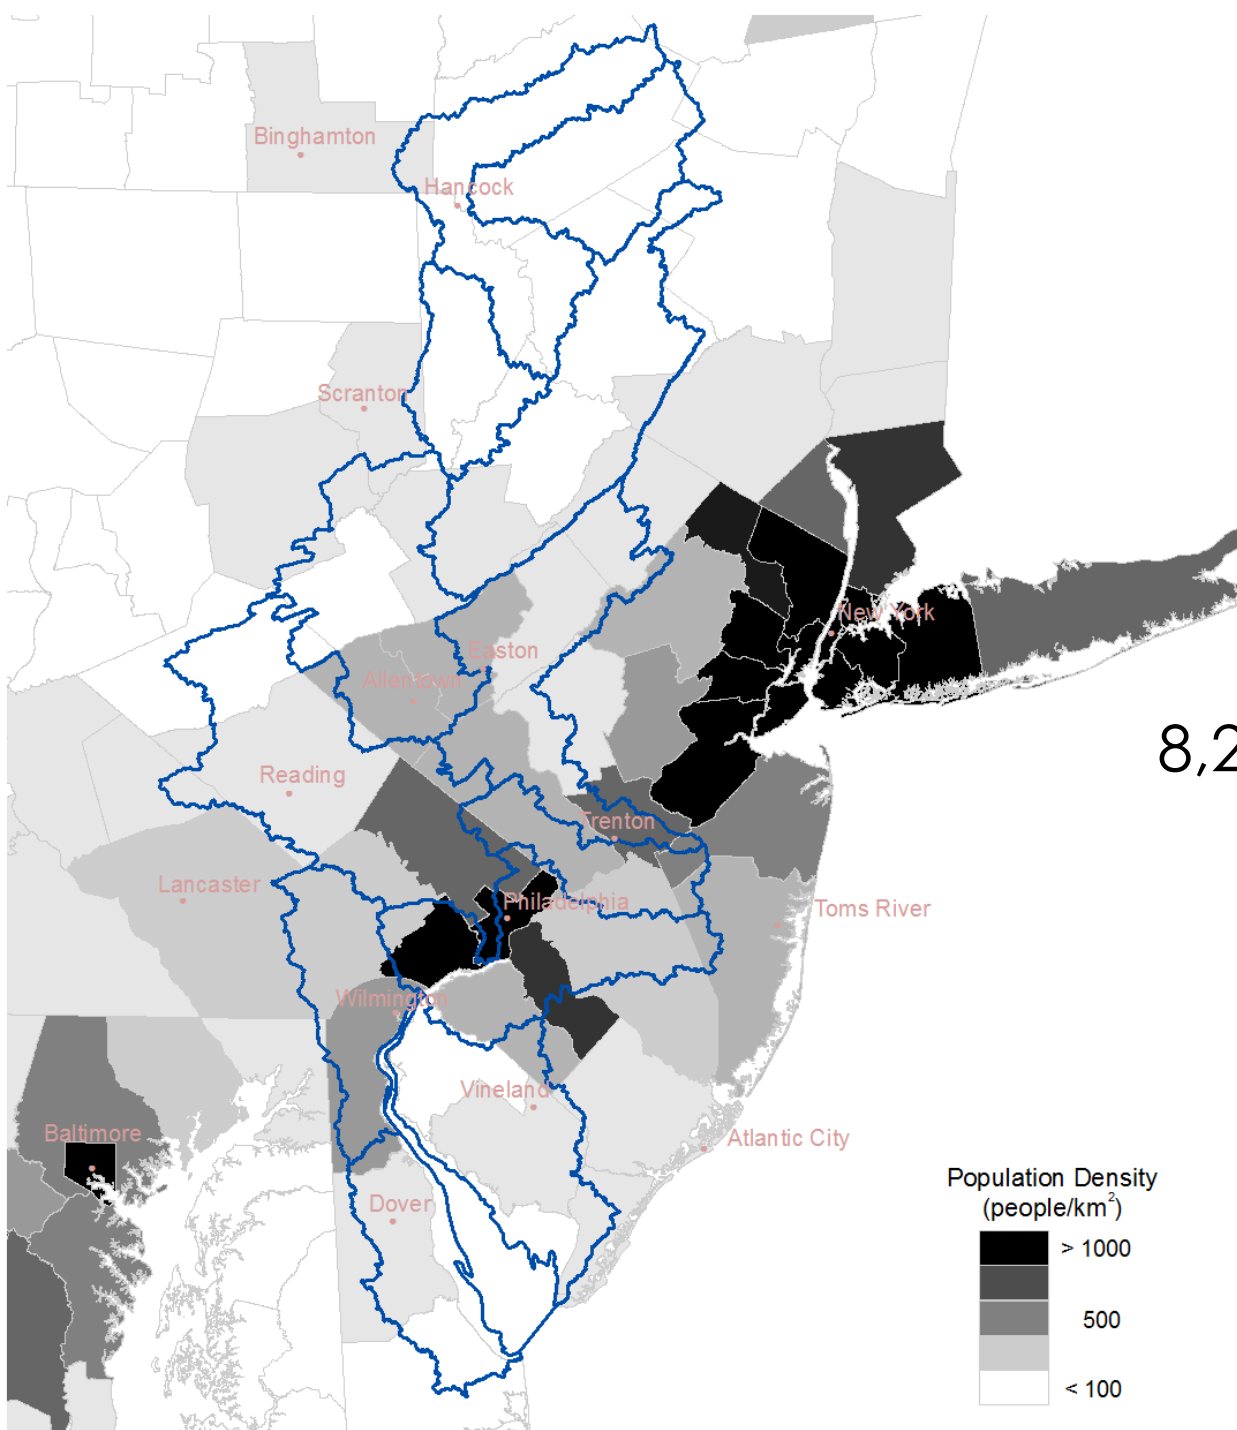 Binghamton
Hancock
Scranton
New York
Easton
Allentown
8,2
Reading
Trenton
Lancaster
Philadelphia
Toms River
Wilmington
Vineland
Baltimore
Atlantic City
Dover
Population Density
(people/km²)
> 1000
500
< 100